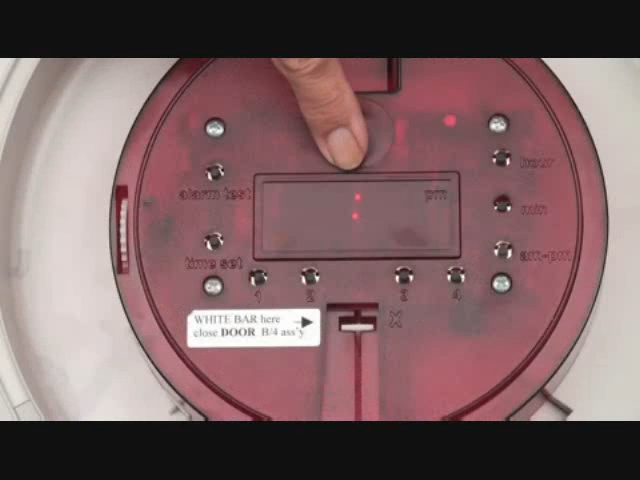 hour
alarm test
pm
min
time set
am-pm
1 2 3 4
WHITE BAR here
close DOOR B/4 ass'y
X